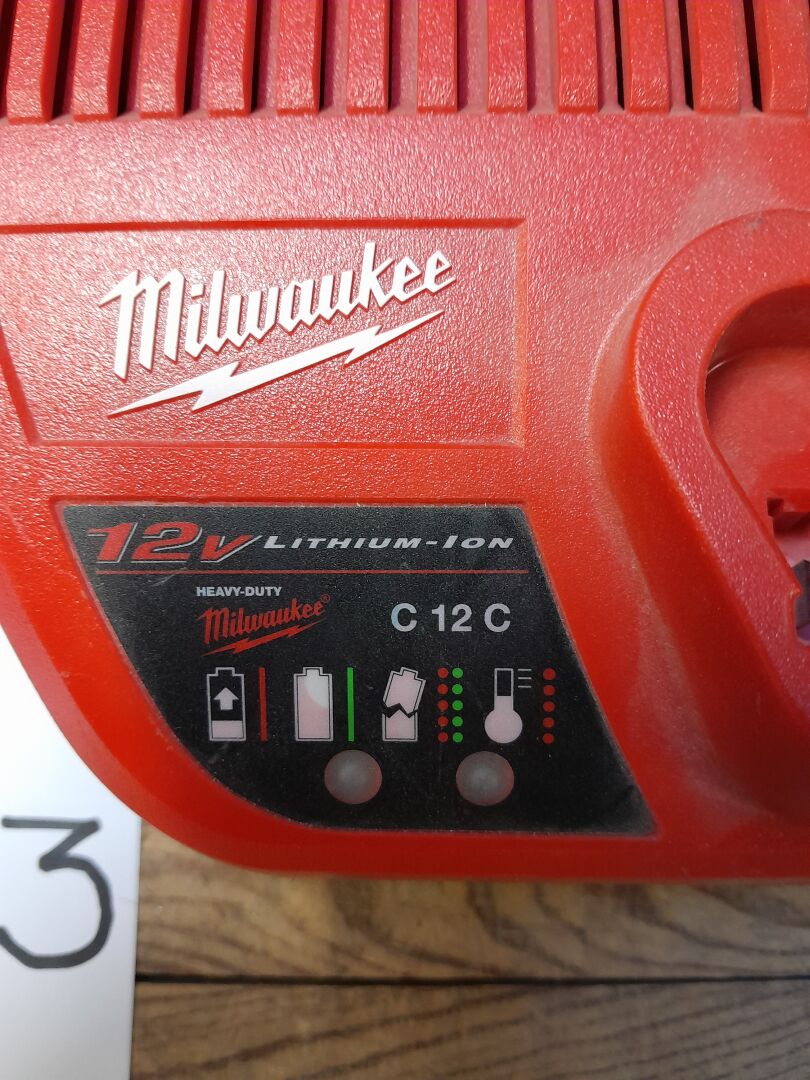 Milwaukee
12V LITHIUM-ION
HEAVY-DUTY
Milwaukee®
C 12 C
3